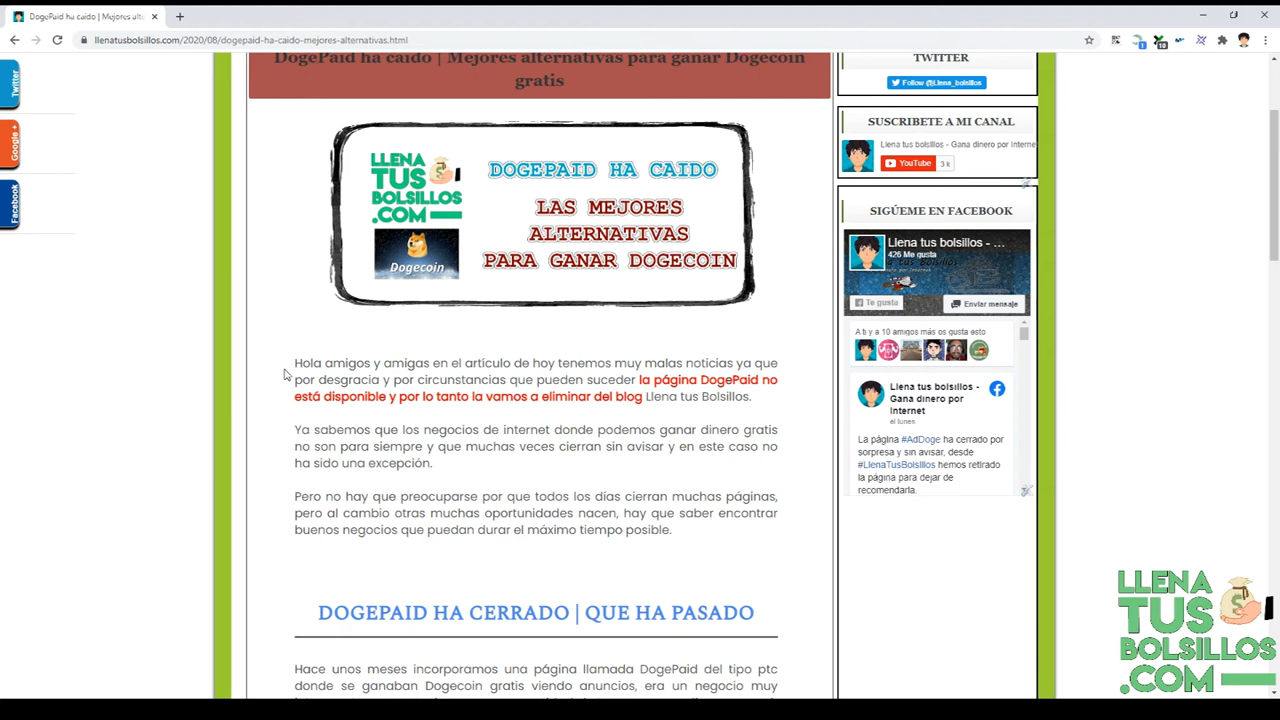 DogePaid ha caido | Mejores alt
llenatusbolsillos.com/2020/08/dogepaid-ha-caido-mejores-alternativas.html
Twitter
Google +
Facebook
DogePaid ha caido | Mejores alternativas para ganar Dogecoin
gratis
LLENA
TUS
BOLSILLOS
.COM
Dogecoin
DOGEPAID HA CAIDO
LAS MEJORES
ALTERNATIVAS
PARA GANAR DOGECOIN
Hola amigos y amigas en el artículo de hoy tenemos muy malas noticias ya que
por desgracia y por circunstancias que pueden suceder la página DogePaid no
está disponible y por lo tanto la vamos a eliminar del blog Llena tus Bolsillos.
Ya sabemos que los negocios de internet donde podemos ganar dinero gratis
no son para siempre y que muchas veces cierran sin avisar y en este caso no
ha sido una excepción.
Pero no hay que preocuparse por que todos los días cierran muchas páginas,
pero al cambio otras muchas oportunidades nacen, hay que saber encontrar
buenos negocios que puedan durar el máximo tiempo posible.
DOGEPAID HA CERRADO | QUE HA PASADO
Hace unos meses incorporamos una página llamada DogePaid del tipo ptc
donde se ganaban Dogecoin gratis viendo anuncios, era un negocio muy
TWITTER
Follow @Llena_bolsillos
SUSCRIBETE A MI CANAL
Llena tus bolsillos - Gana dinero por Interne
YouTube 3 k
SIGÚEME EN FACEBOOK
Llena tus bolsillos - ...
426 Me gusta
Te gusta
Enviar mensaje
A ti y a 10 amigos más os gusta esto
Llena tus bolsillos -
Gana dinero por
Internet
el lunes
La página #AdDoge ha cerrado por
sorpresa y sin avisar, desde
#LlenaTusBolsillos hemos retirado
la página para dejar de
recomendarla.
LLENA
TUS
BOLSILLOS
.COM